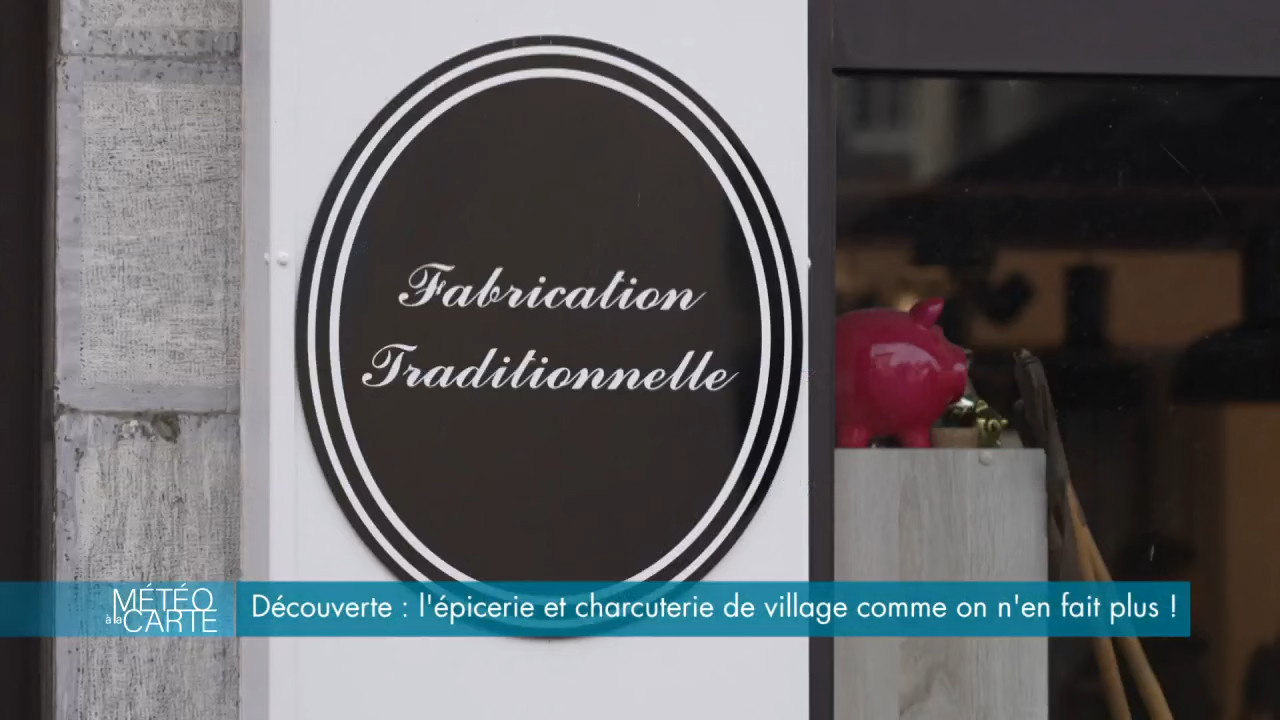 Fabrication
Traditionnelle
MÉTÉO
à la CARTE
Découverte : l'épicerie et charcuterie de village comme on n'en fait plus !